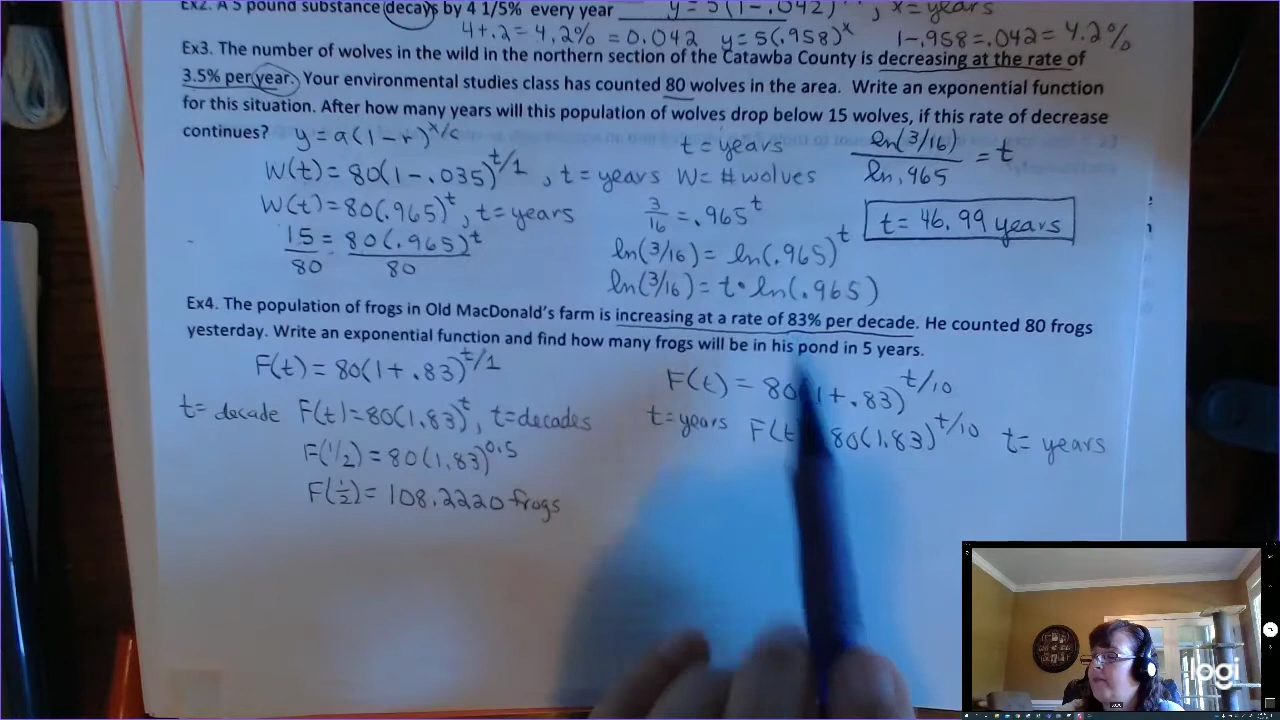 Ex2. A 5 pound substance decays by 4 1/5% every year y = 5(1-.042) , x = years
4+.2 = 4.2% = 0.042 y = 5(.958)^x 1-.958 = .042 = 4.2%
Ex3. The number of wolves in the wild in the northern section of the Catawba County is decreasing at the rate of
3.5% per year. Your environmental studies class has counted 80 wolves in the area. Write an exponential function
for this situation. After how many years will this population of wolves drop below 15 wolves, if this rate of decrease
continues? y = a(1-r)^x/c
t = years
W(t) = 80(1-.035)^t/1 , t = years W = # wolves
W(t) = 80(.965)^t, t = years
15/80 = 80(.965)^t/80
3/16 = .965^t
ln(3/16) = ln(.965)^t
ln(3/16) = t·ln(.965)
ln(3/16)/ln.965 = t
t = 46.99 years
Ex4. The population of frogs in Old MacDonald's farm is increasing at a rate of 83% per decade. He counted 80 frogs
yesterday. Write an exponential function and find how many frogs will be in his pond in 5 years.
F(t) = 80(1+.83)^t/1
t = decade F(t) = 80(1.83)^t, t = decades
F(1/2) = 80(1.83)^0.5
F(1/2) = 108.2220 frogs
F(t) = 80(1+.83)^t/10
t = years F(t 80(1.83)^t/10 t = years
logi